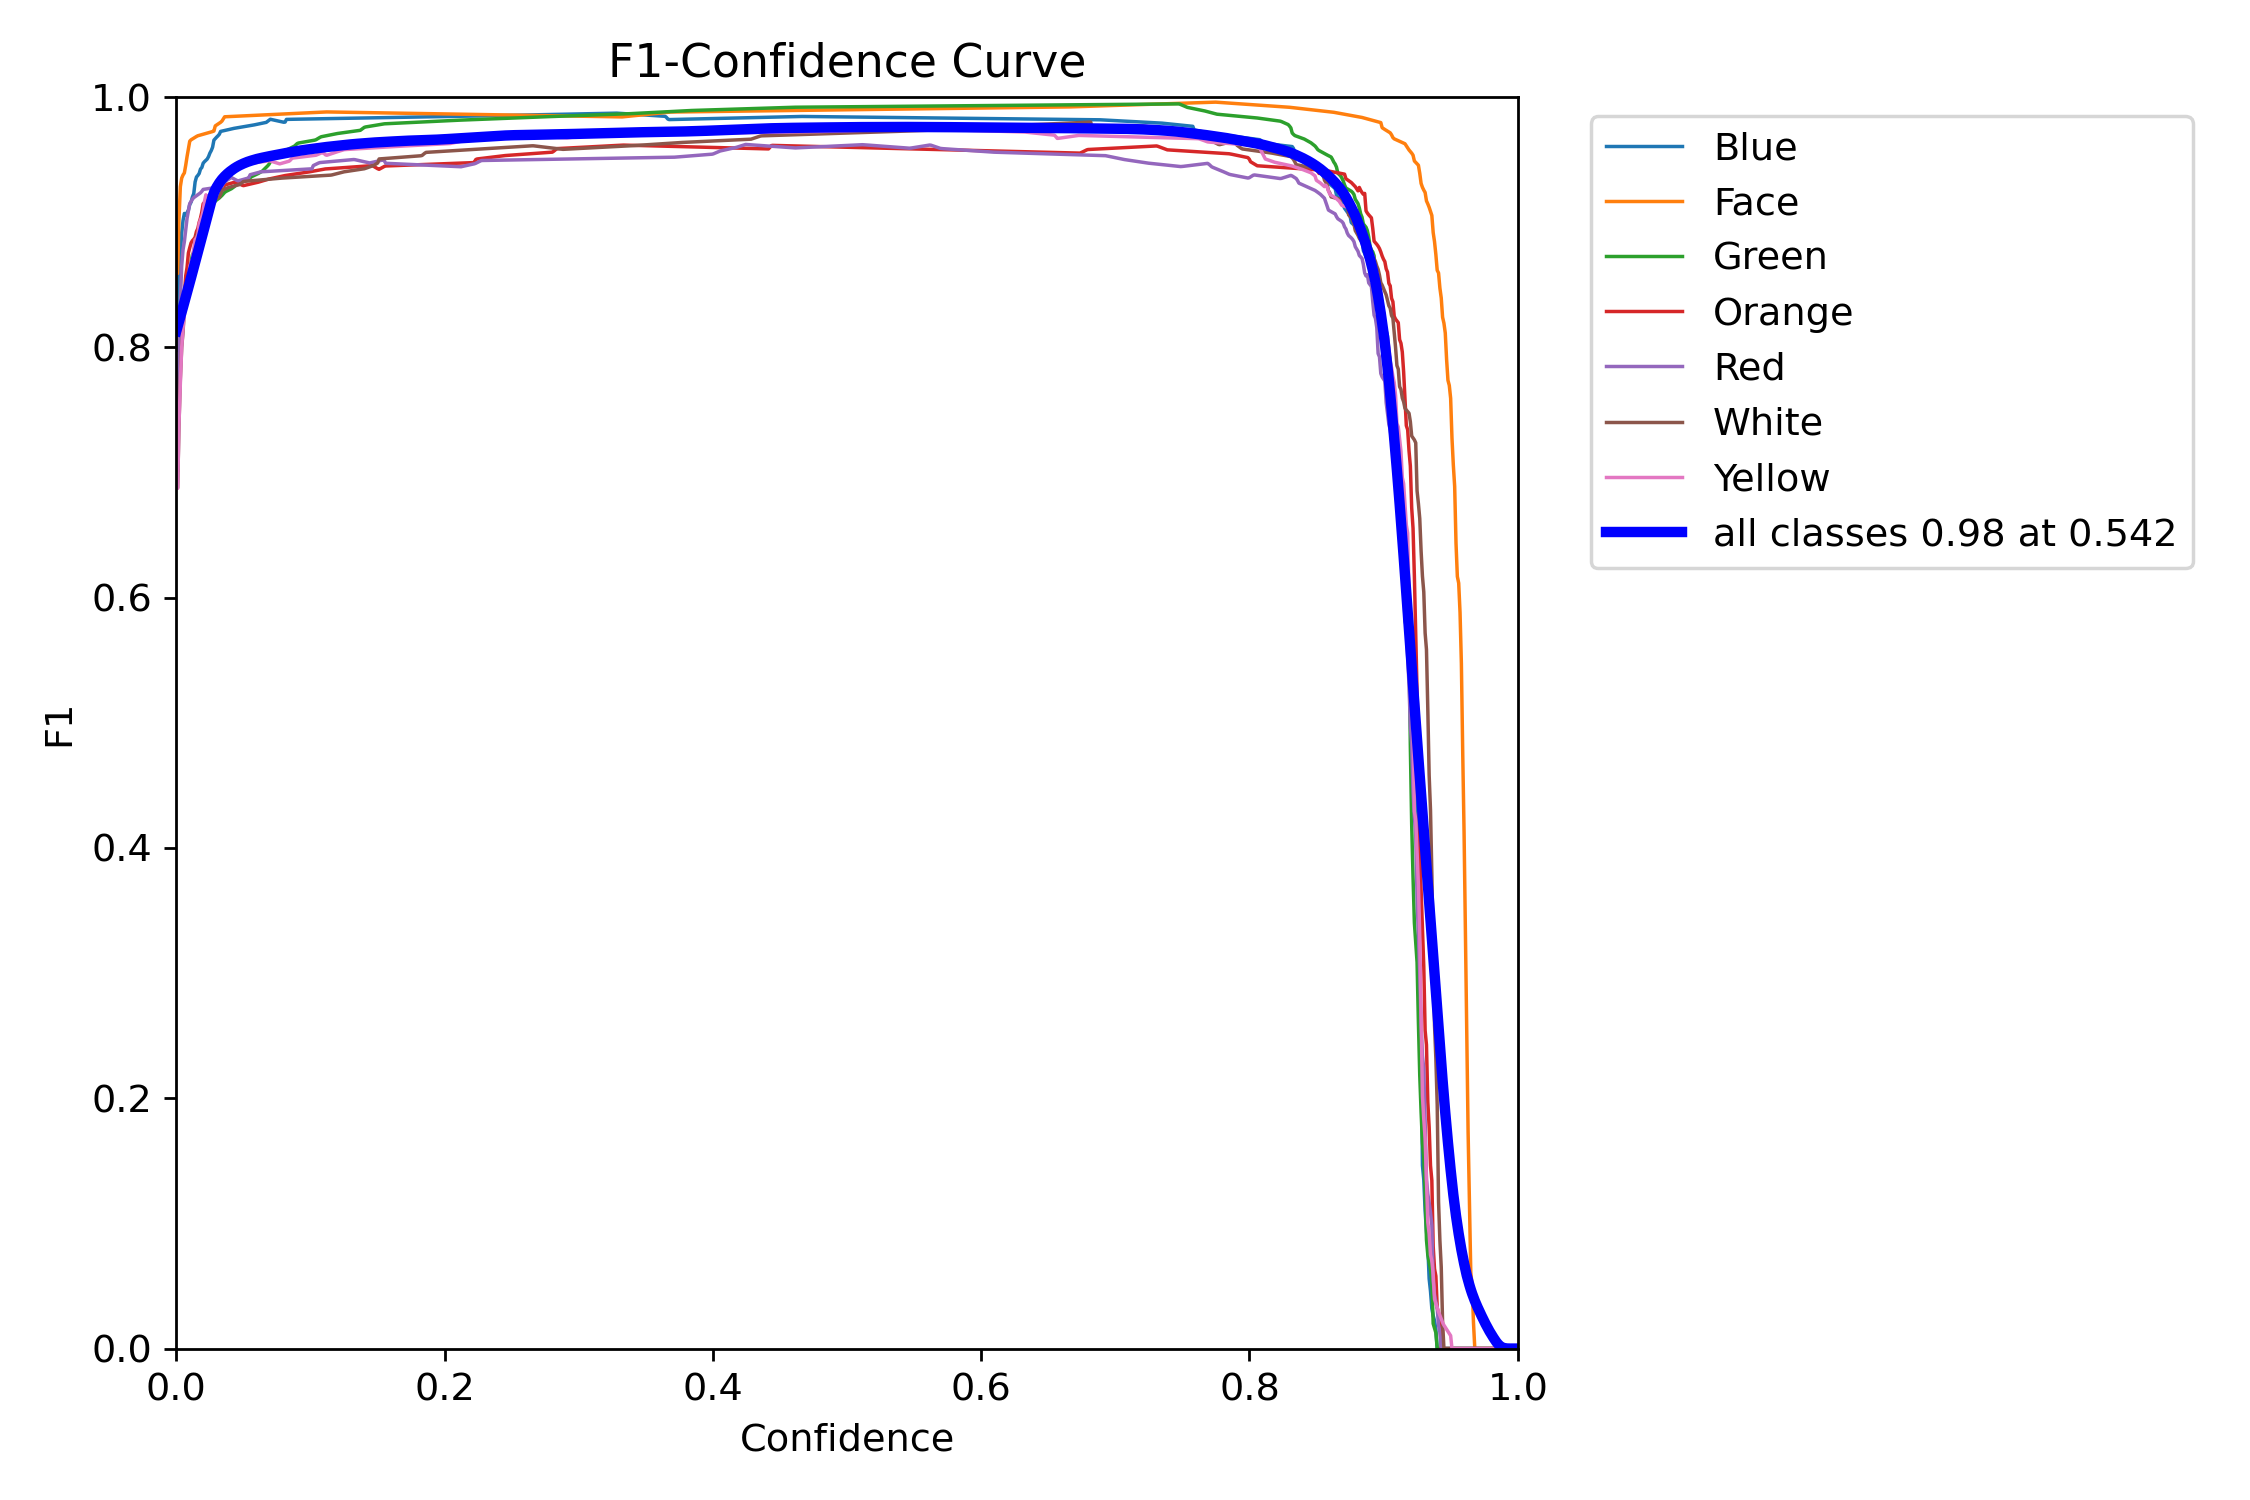 F1-Confidence Curve
1.0
0.8
0.6
0.4
0.2
0.0
F1
0.0 0.2 0.4 0.6 0.8 1.0
Confidence
Blue
Face
Green
Orange
Red
White
Yellow
all classes 0.98 at 0.542